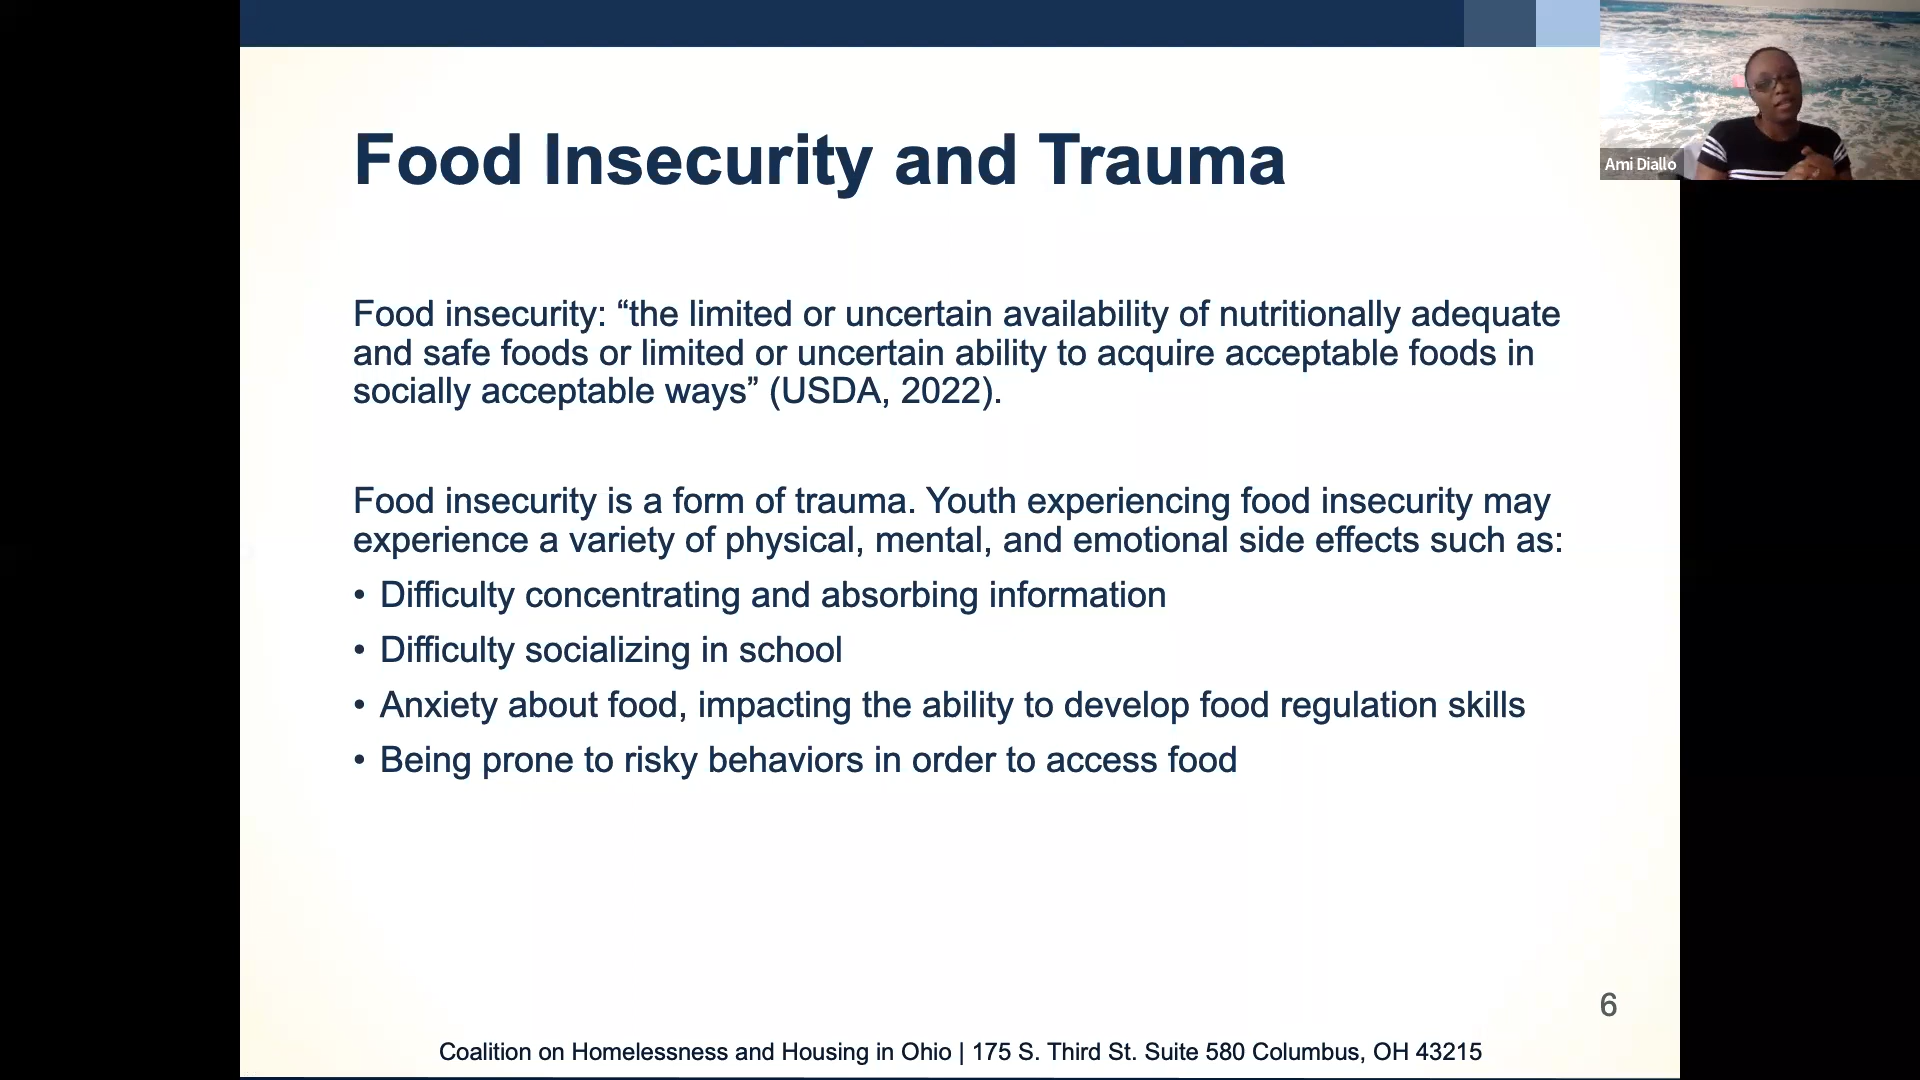 Food Insecurity and Trauma
Ami Diallo
Food insecurity: “the limited or uncertain availability of nutritionally adequate
and safe foods or limited or uncertain ability to acquire acceptable foods in
socially acceptable ways” (USDA, 2022).
Food insecurity is a form of trauma. Youth experiencing food insecurity may
experience a variety of physical, mental, and emotional side effects such as:
• Difficulty concentrating and absorbing information
• Difficulty socializing in school
• Anxiety about food, impacting the ability to develop food regulation skills
• Being prone to risky behaviors in order to access food
6
Coalition on Homelessness and Housing in Ohio | 175 S. Third St. Suite 580 Columbus, OH 43215